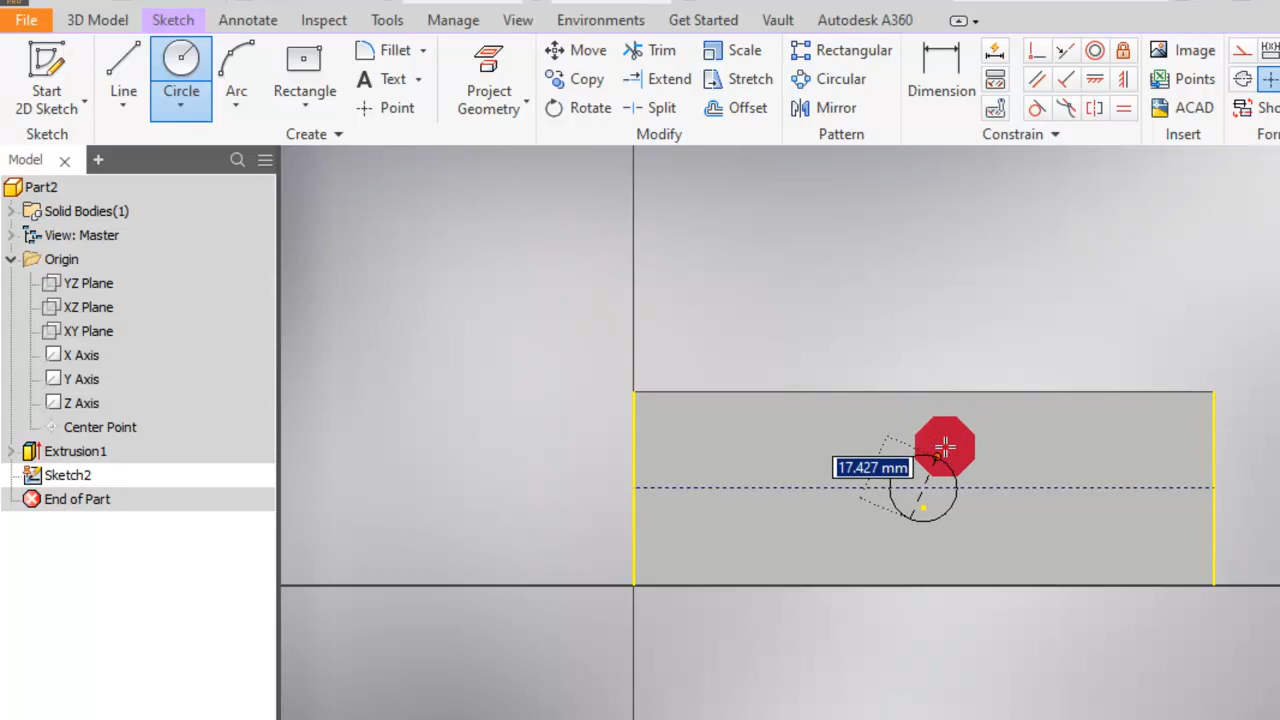 File 3D Model Sketch Annotate Inspect Tools Manage View Environments Get Started Vault Autodesk A360
Start 2D Sketch
Line
Circle
Arc
Rectangle
Fillet
Text
Point
Project Geometry
Move
Copy
Rotate
Trim
Extend
Split
Scale
Stretch
Offset
Rectangular
Circular
Mirror
Dimension
Image
Points
ACAD
Sketch Create Modify Pattern Constrain Insert
Model
Part2
Solid Bodies(1)
View: Master
Origin
YZ Plane
XZ Plane
XY Plane
X Axis
Y Axis
Z Axis
Center Point
Extrusion1
Sketch2
End of Part
17.427 mm